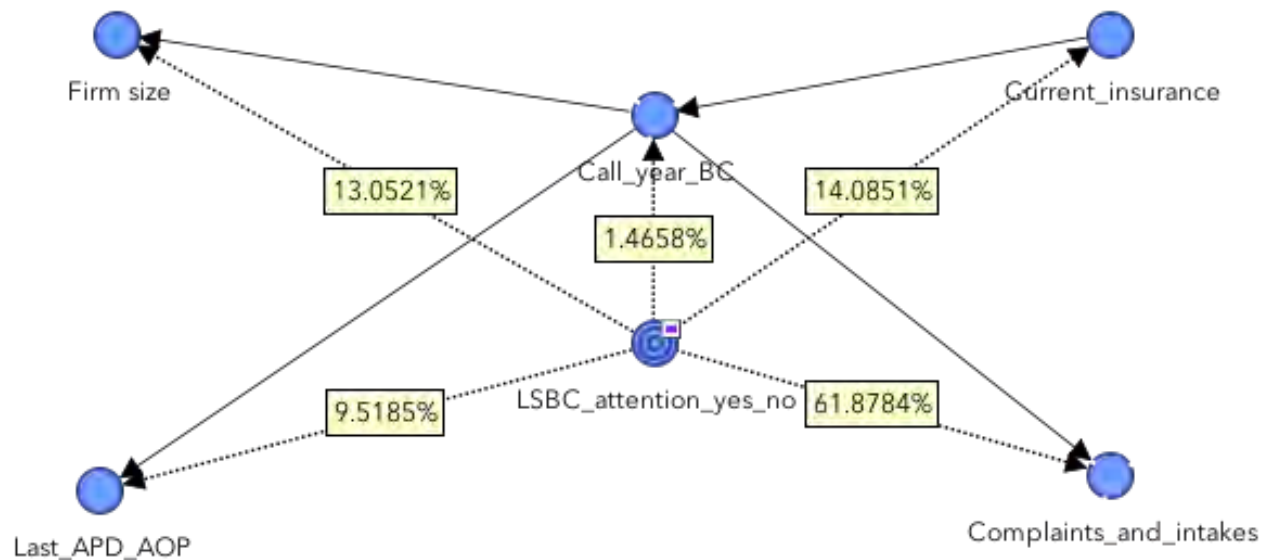 Firm size
Current_insurance
Call_year_BC
13.0521%
14.0851%
1.4658%
LSBC_attention_yes_no
9.5185%
61.8784%
Last_APD_AOP
Complaints_and_intakes